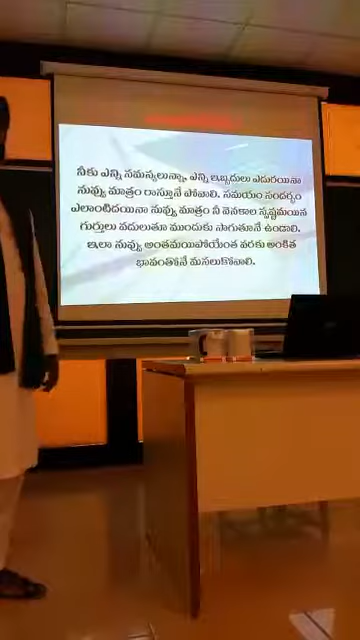 నీకు ఎన్ని సమస్యలున్నా, ఎన్ని ఇబ్బదులు ఎదురయినా
నువ్వు మాత్రం రాస్తూనే పోవాలి. సమయం సందర్భం
ఎలాంటిదయినా నువ్వు మాత్రం నీ వెనకాల స్పష్టమయిన
గుర్తులు వదులుతూ ముందుకు సాగుతూనే ఉండాలి.
ఇలా నువ్వు అంతమయిపోయేంత వరకు అంకిత
భావంతోనే మసలుకోవాలి.